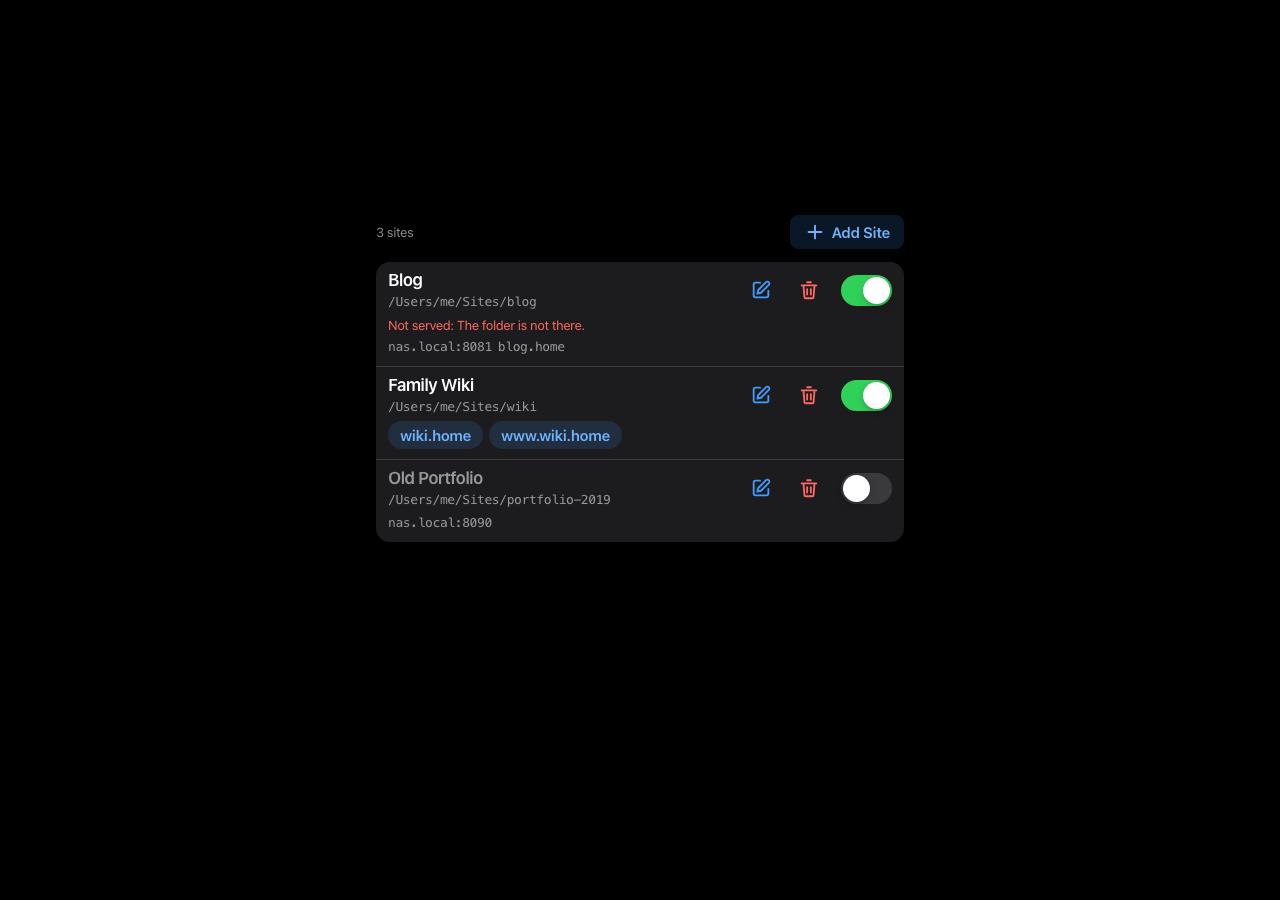 3 sites
Add Site
Blog
/Users/me/Sites/blog
Not served: The folder is not there.
nas.local:8081 blog.home
Family Wiki
/Users/me/Sites/wiki
wiki.home www.wiki.home
Old Portfolio
/Users/me/Sites/portfolio-2019
nas.local:8090